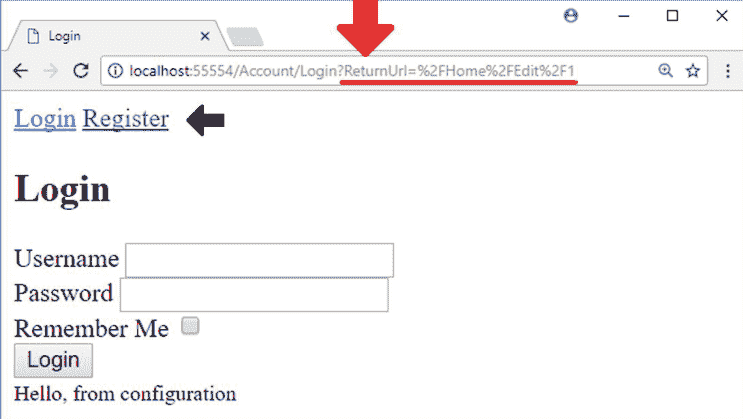 Login
localhost:55554/Account/Login?ReturnUrl=%2FHome%2FEdit%2F1
Login Register
Login
Username
Password
Remember Me
Login
Hello, from configuration